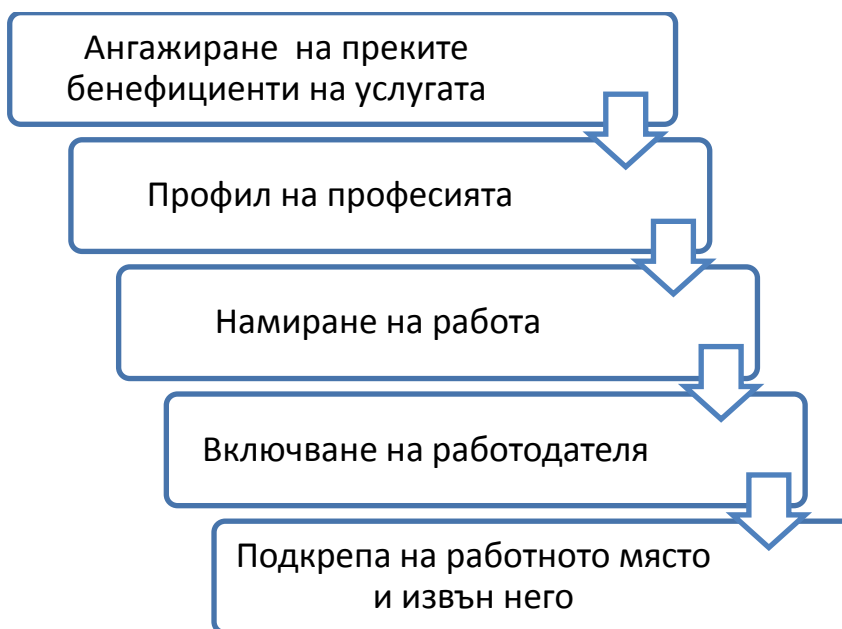 Ангажиране на преките
бенефициенти на услугата
Профил на професията
Намиране на работа
Включване на работодателя
Подкрепа на работното място
и извън него